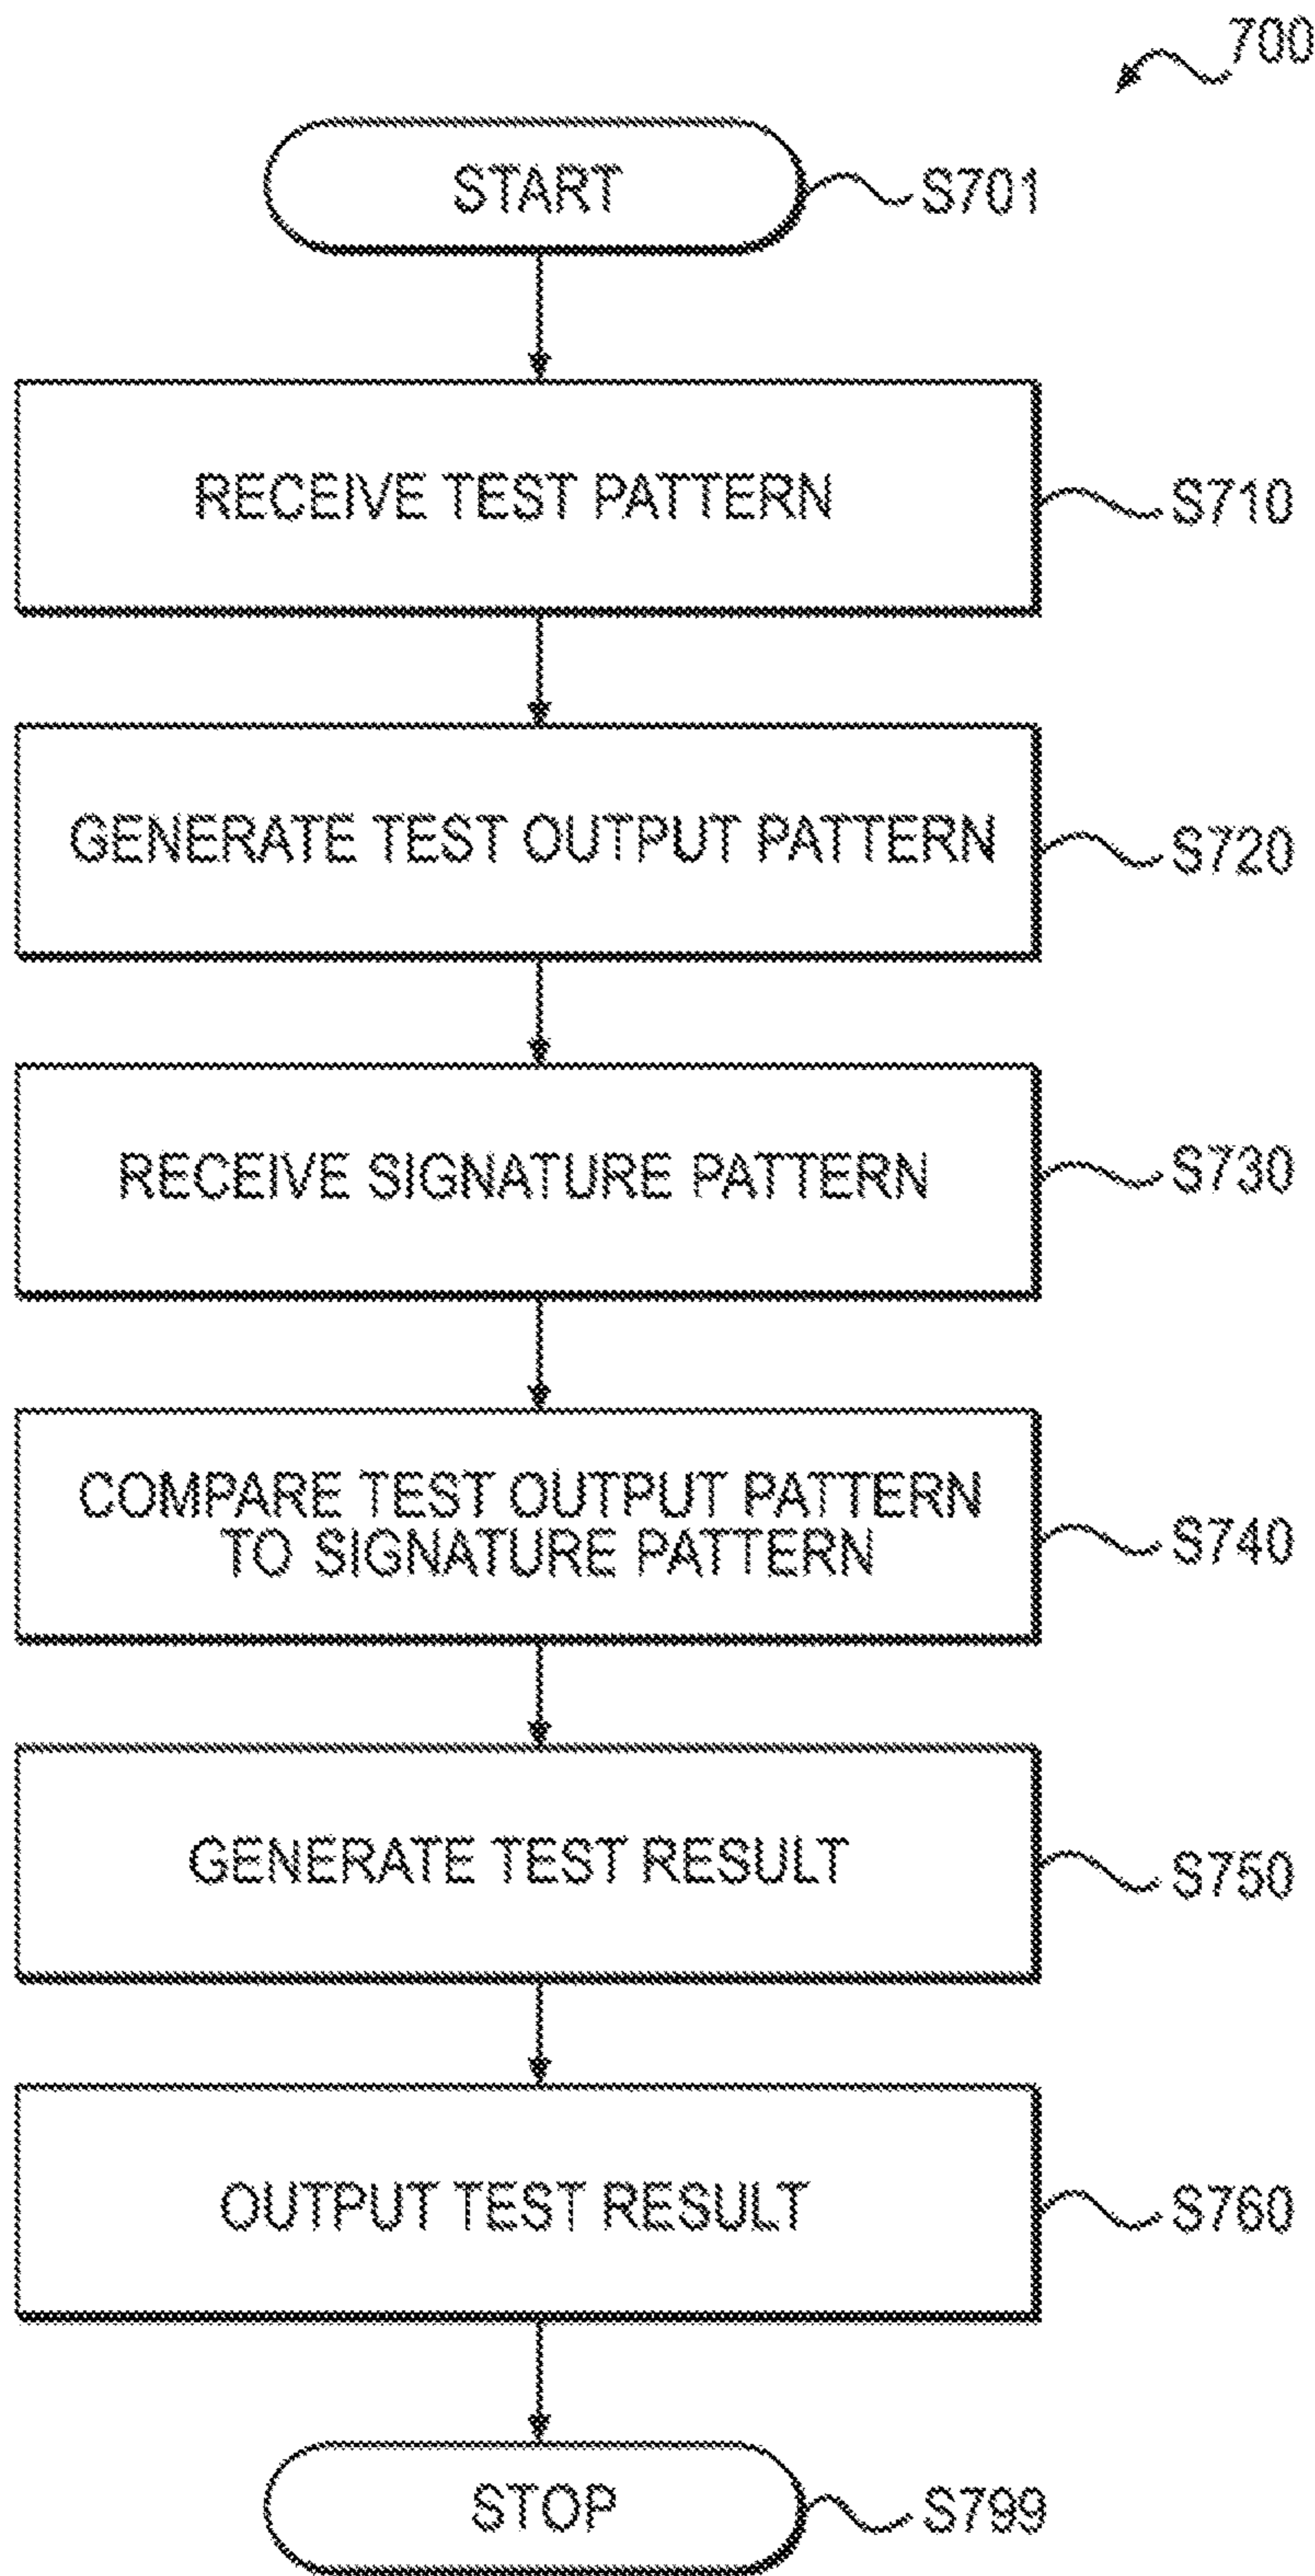 700
START
S701
RECEIVE TEST PATTERN
S710
GENERATE TEST OUTPUT PATTERN
S720
RECEIVE SIGNATURE PATTERN
S730
COMPARE TEST OUTPUT PATTERN
TO SIGNATURE PATTERN
S740
GENERATE TEST RESULT
S750
OUTPUT TEST RESULT
S760
STOP
S799